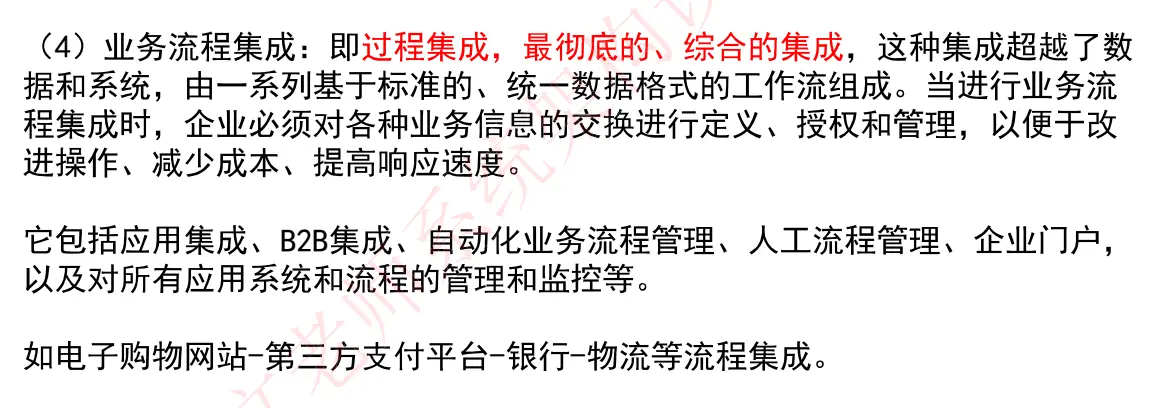 （4）业务流程集成：即过程集成，最彻底的、综合的集成，这种集成超越了数
据和系统，由一系列基于标准的、统一数据格式的工作流组成。当进行业务流
程集成时，企业必须对各种业务信息的交换进行定义、授权和管理，以便于改
进操作、减少成本、提高响应速度。
它包括应用集成、B2B集成、自动化业务流程管理、人工流程管理、企业门户，
以及对所有应用系统和流程的管理和监控等。
如电子购物网站-第三方支付平台-银行-物流等流程集成。
老师系统架构设